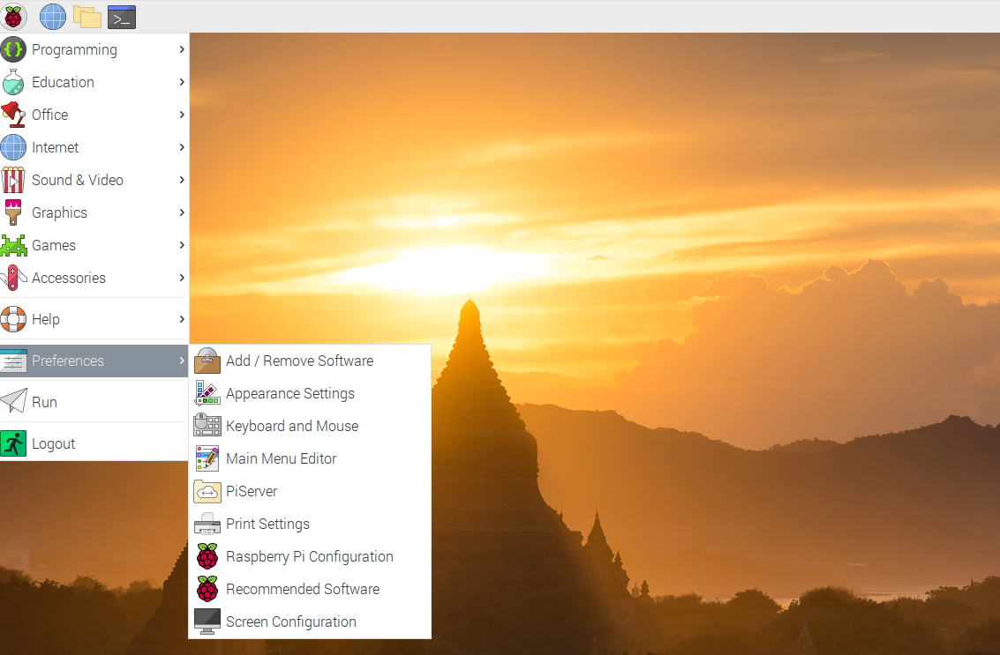 >_
Programming
Education
Office
Internet
Sound & Video
Graphics
Games
Accessories
Help
Preferences
Run
Logout
Add / Remove Software
Appearance Settings
Keyboard and Mouse
Main Menu Editor
PiServer
Print Settings
Raspberry Pi Configuration
Recommended Software
Screen Configuration